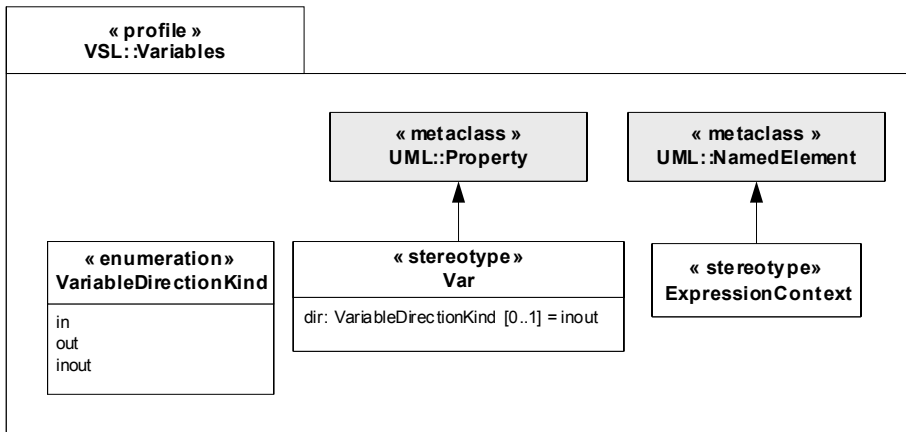 « profile »
VSL::Variables
« metaclass »
UML::Property
« metaclass »
UML::NamedElement
« enumeration»
VariableDirectionKind
in
out
inout
« stereotype»
Var
dir: VariableDirectionKind [0..1] = inout
« stereotype»
ExpressionContext